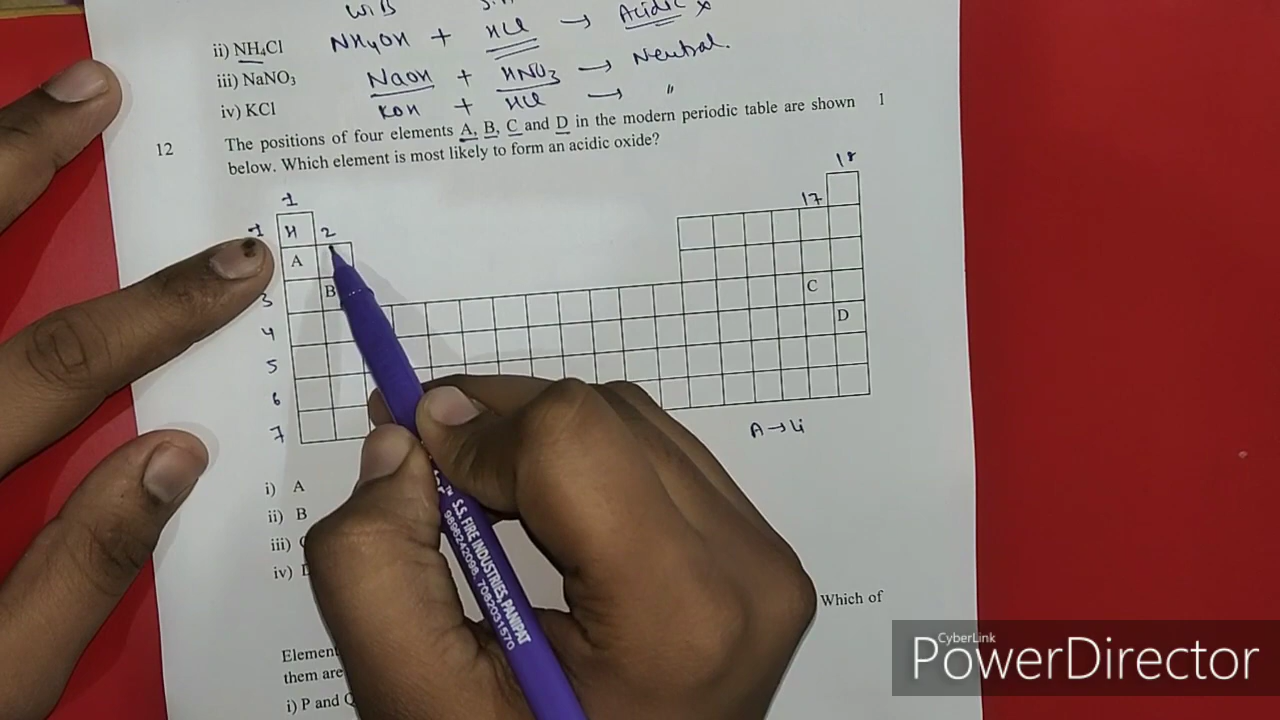 W.B
ii) NH₄Cl NH4OH + HCl → Acidic ×
iii) NaNO₃ NaOH + HNO3 → Neutral.
iv) KCl KOH + HCl → "
12 The positions of four elements A, B, C and D in the modern periodic table are shown 1
below. Which element is most likely to form an acidic oxide?
18
1 17
1 H 2
A
3 B C
4 D
5
6
7 A → Li
i) A
ii) B
iii)
iv)
Which of
Element
them are
i) P and Q
S.S. FIRE INDUSTRIES, PANIPAT
9896242098, 7082031570
CyberLink
PowerDirector